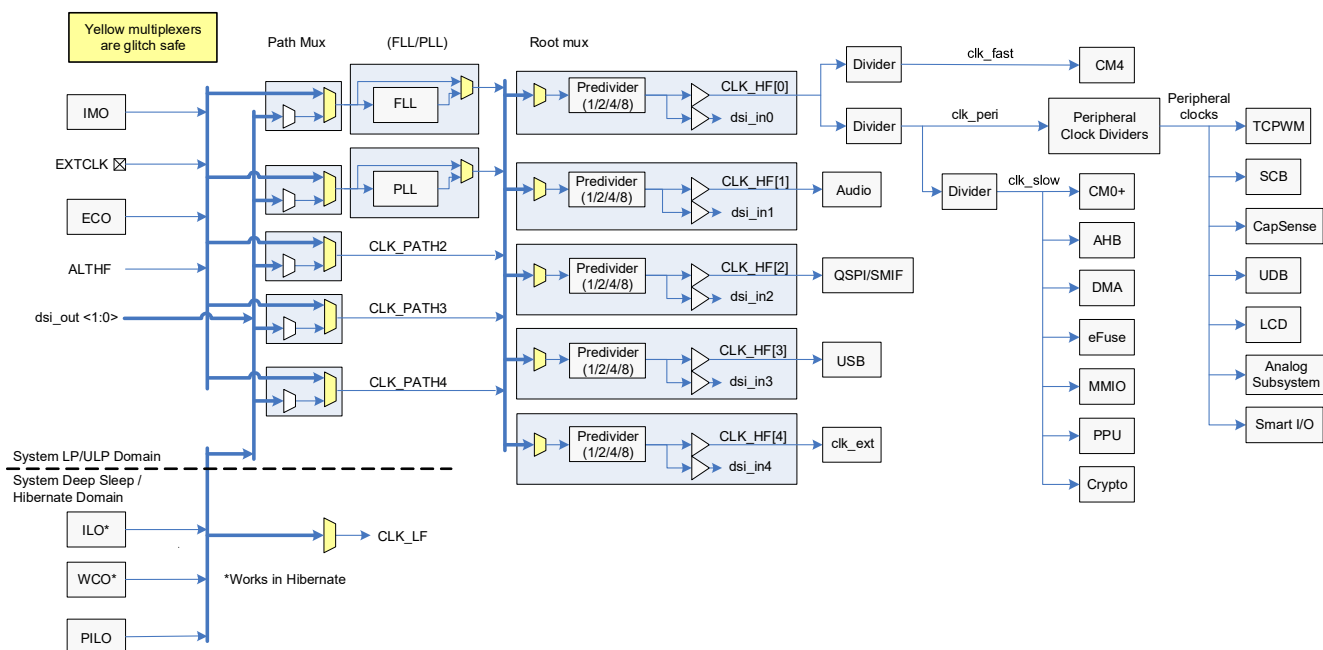 Yellow multiplexers
are glitch safe
Path Mux
(FLL/PLL)
Root mux
IMO
EXTCLK
ECO
ALTHF
dsi_out <1:0>
FLL
PLL
CLK_PATH2
CLK_PATH3
CLK_PATH4
Predivider
(1/2/4/8)
CLK_HF[0]
dsi_in0
Predivider
(1/2/4/8)
CLK_HF[1]
dsi_in1
Predivider
(1/2/4/8)
CLK_HF[2]
dsi_in2
Predivider
(1/2/4/8)
CLK_HF[3]
dsi_in3
Predivider
(1/2/4/8)
CLK_HF[4]
dsi_in4
Audio
QSPI/SMIF
USB
clk_ext
Divider
clk_fast
CM4
Divider
clk_peri
Peripheral
Clock Dividers
Peripheral
clocks
Divider
clk_slow
CM0+
AHB
DMA
eFuse
MMIO
PPU
Crypto
TCPWM
SCB
CapSense
UDB
LCD
Analog
Subsystem
Smart I/O
System LP/ULP Domain
System Deep Sleep /
Hibernate Domain
ILO*
WCO*
PILO
CLK_LF
*Works in Hibernate